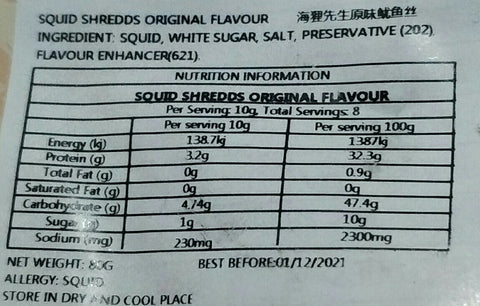 SQUID SHREDDS ORIGINAL FLAVOUR 海狸先生原味鱿鱼丝
INGREDIENT: SQUID, WHITE SUGAR, SALT, PRESERVATIVE (202)
FLAVOUR ENHANCER(621).
NUTRITION INFORMATION
SQUID SHREDDS ORIGINAL FLAVOUR
Per Serving: 10g, Total Servings: 8
Per serving 10g Per serving 100g
Energy (kj) 138.7kj 1387kj
Protein (g) 3.2g 32.3g
Total Fat (g) 0g 0.9g
Saturated Fat (g) 0g 0g
Carbohydrate (g) 4.74g 47.4g
Sugar (g) 1g 10g
Sodium (mg) 230mg 2300mg
NET WEIGHT: 80G BEST BEFORE:01/12/2021
ALLERGY: SQUID
STORE IN DRY AND COOL PLACE